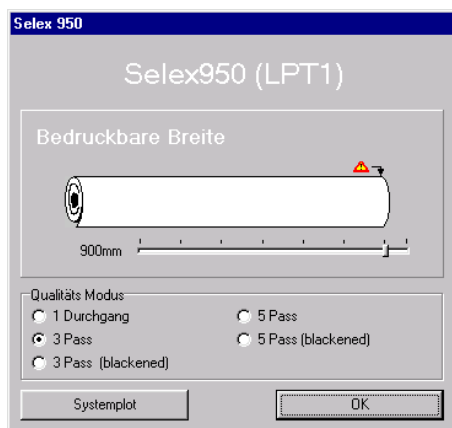 Selex 950
Selex950 (LPT1)
Bedruckbare Breite
900mm
Qualitäts Modus
1 Durchgang
5 Pass
3 Pass
5 Pass (blackened)
3 Pass (blackened)
Systemplot
OK